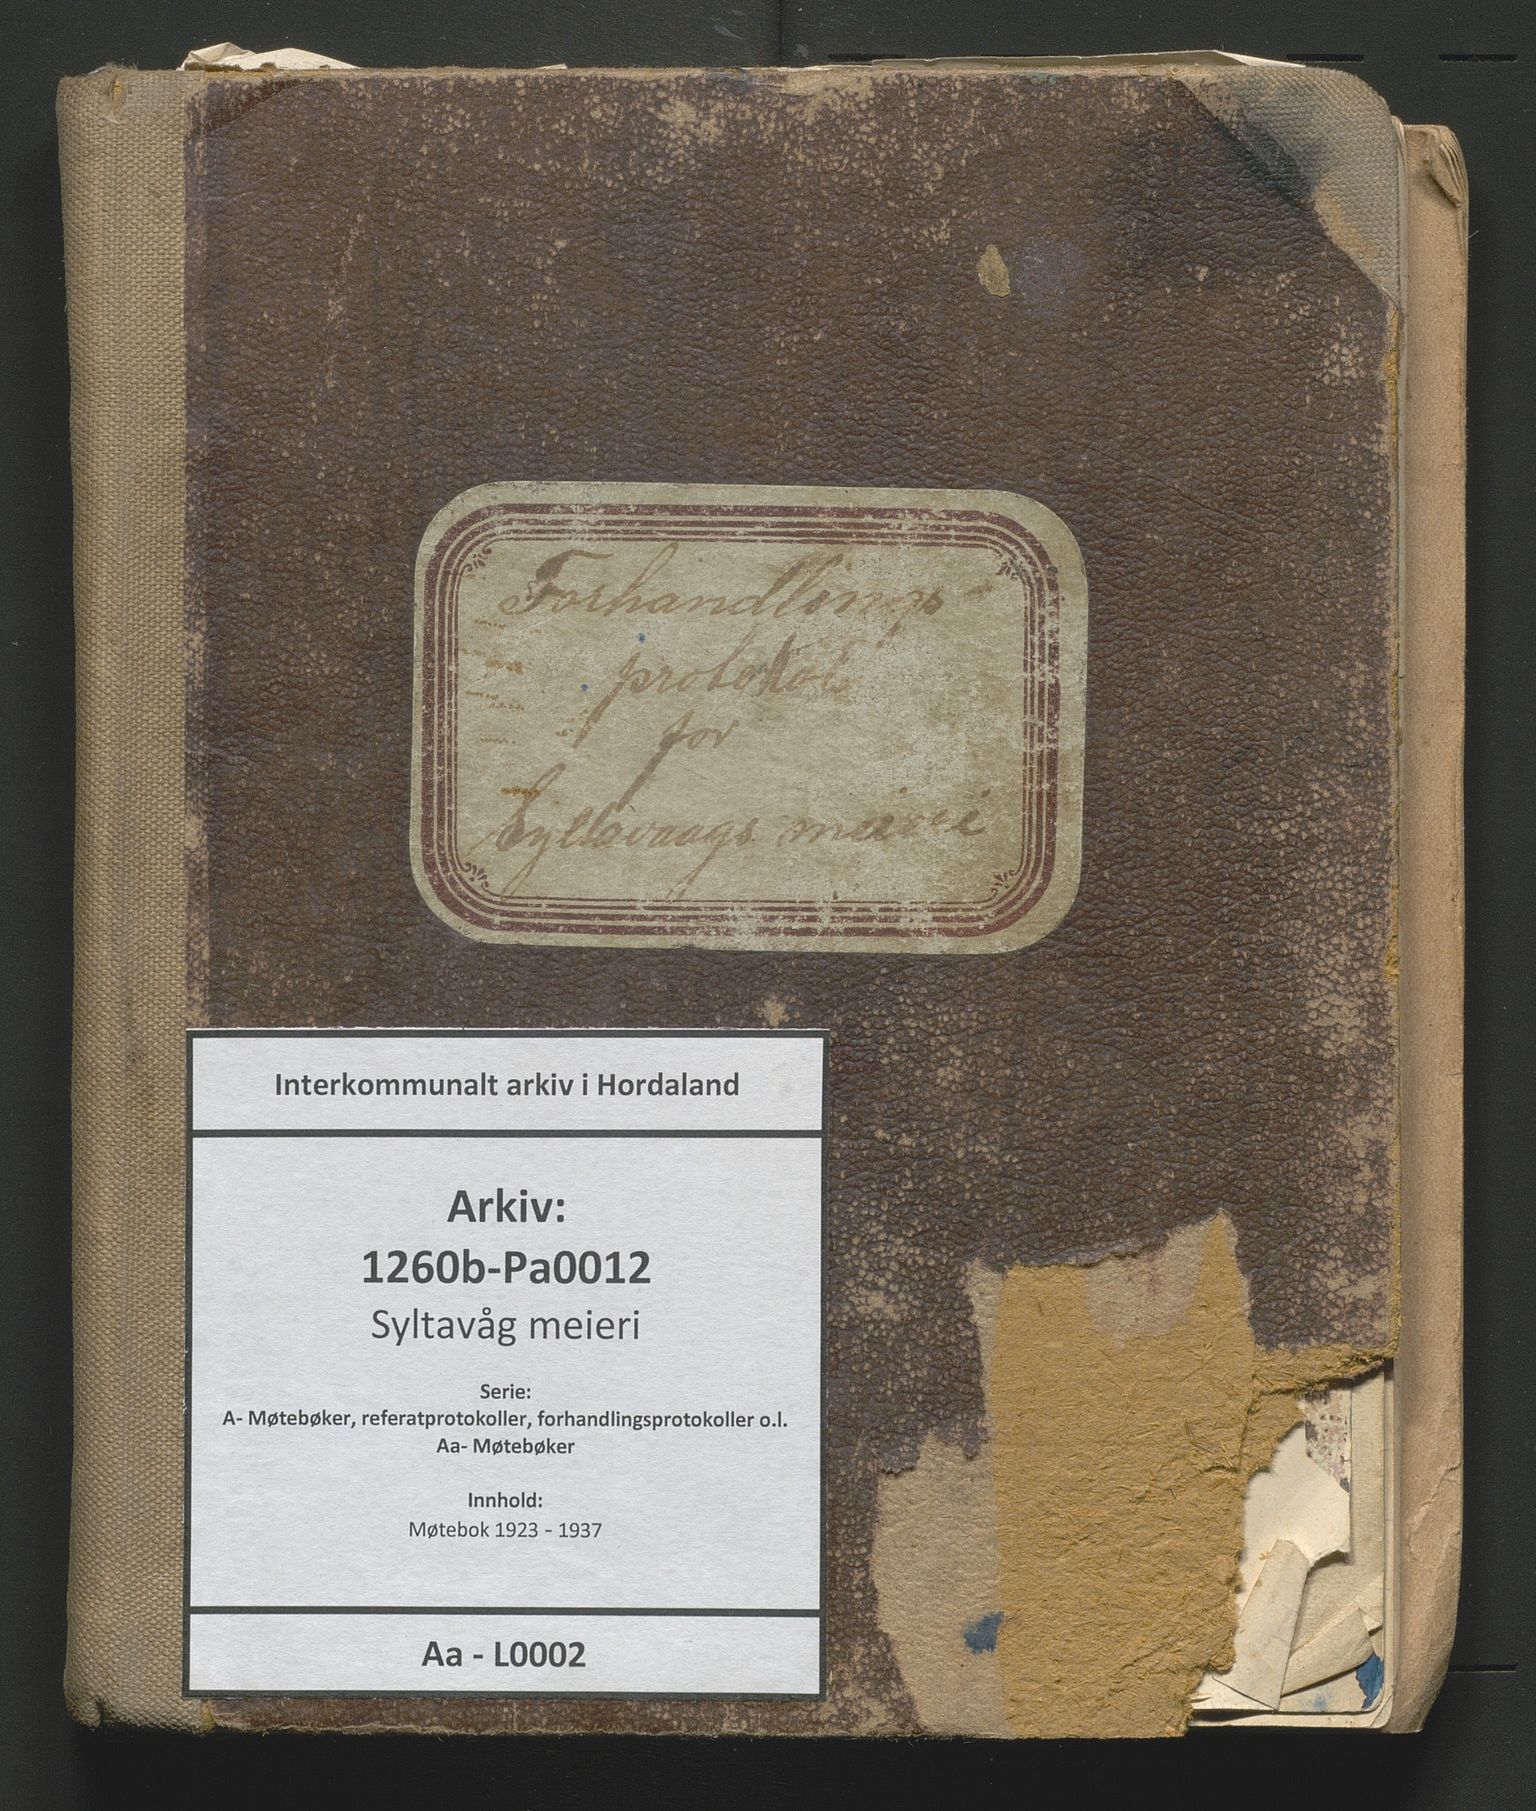 Forhandlings
protokol
for
Syltavaags meieri
Interkommunalt arkiv i Hordaland
Arkiv:
1260b-Pa0012
Syltavåg meieri
Serie:
A- Møtebøker, referatprotokoller, forhandlingsprotokoller o.l.
Aa- Møtebøker
Innhold:
Møtebok 1923 - 1937
Aa - L0002